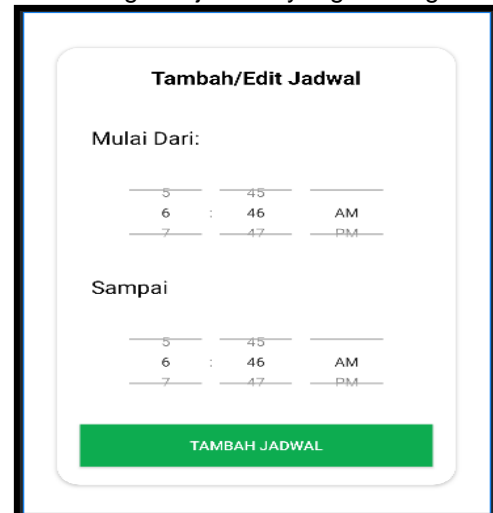 Tambah/Edit Jadwal
Mulai Dari:
5 45
6 : 46 AM
7 47 PM
Sampai
5 45
6 : 46 AM
7 47 PM
TAMBAH JADWAL